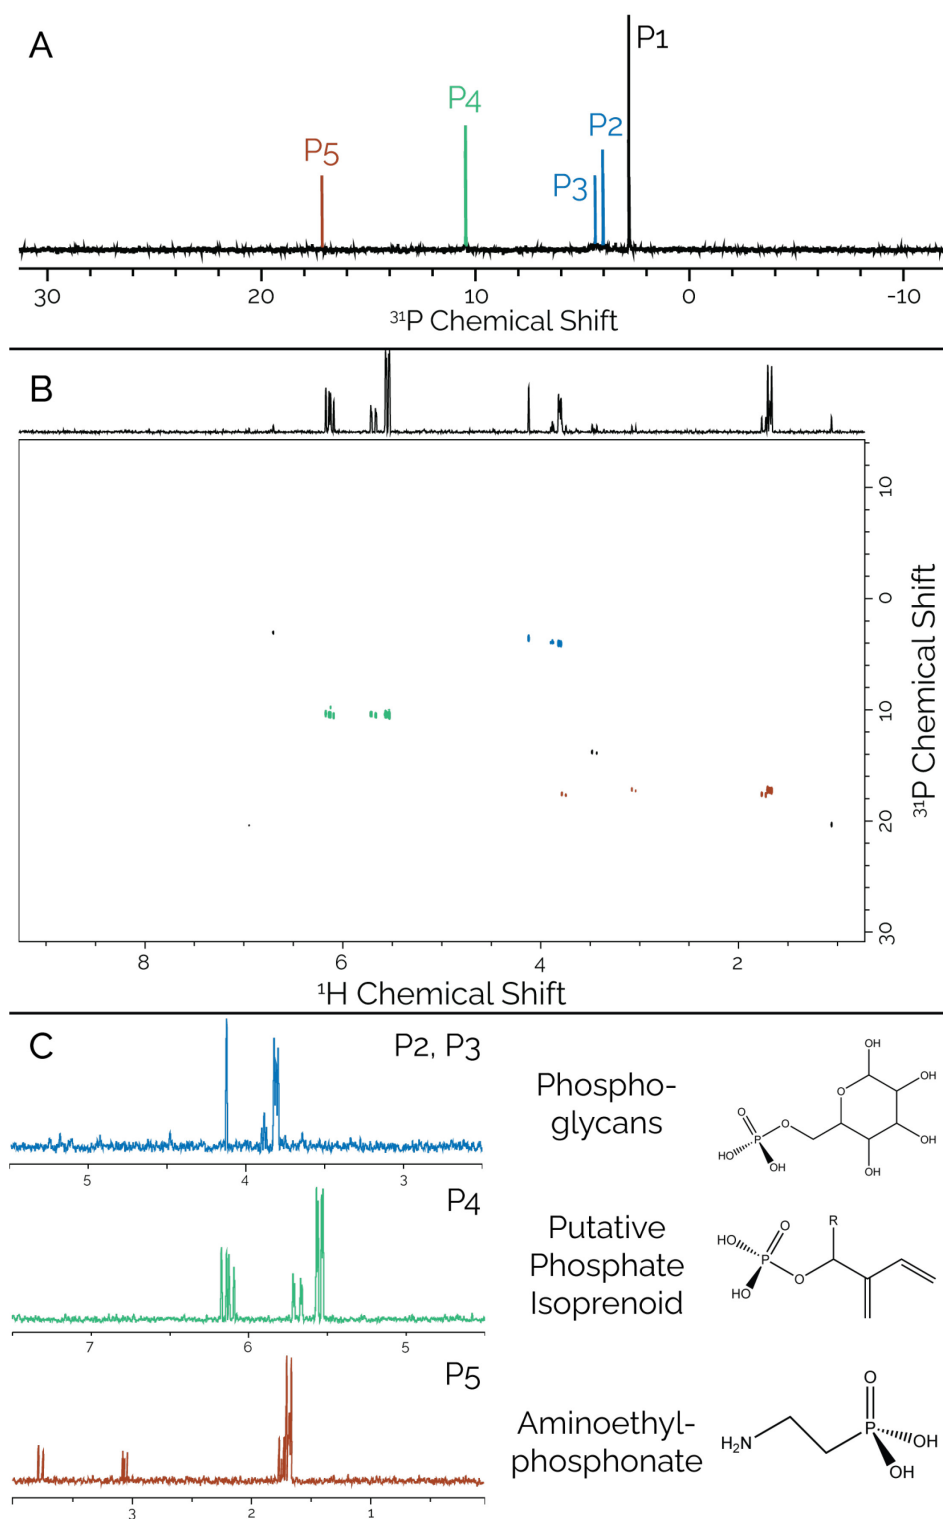 A
P1
P2
P3
P4
P5
30 20 10 0 -10
³¹P Chemical Shift
B
10
0
10
20
30
³¹P Chemical Shift
8 6 4 2
¹H Chemical Shift
C
P2, P3
5 4 3
Phospho-
glycans
OH
O
OH
O
O
P
HO
OH
OH
OH
P4
7 6 5
Putative
Phosphate
Isoprenoid
HO
O
R
P
HO
O
P5
3 2 1
Aminoethyl-
phosphonate
O
H₂N
P
OH
OH